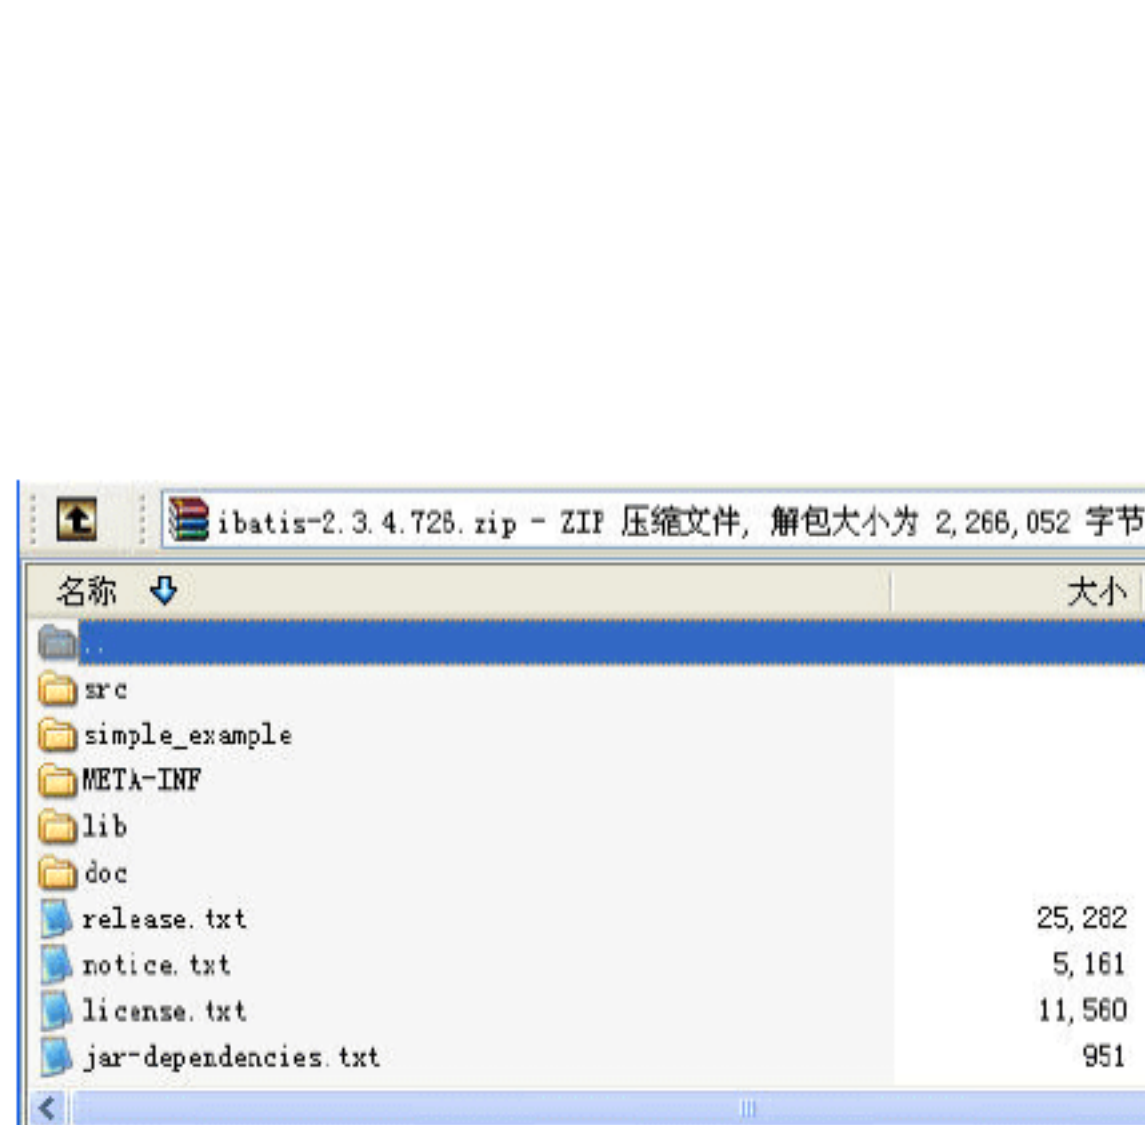 ibatis-2.3.4.726.zip - ZIP 压缩文件, 解包大小为 2,266,052 字节
名称 大小
..
src
simple_example
META-INF
lib
doc
release.txt 25,282
notice.txt 5,161
license.txt 11,560
jar-dependencies.txt 951